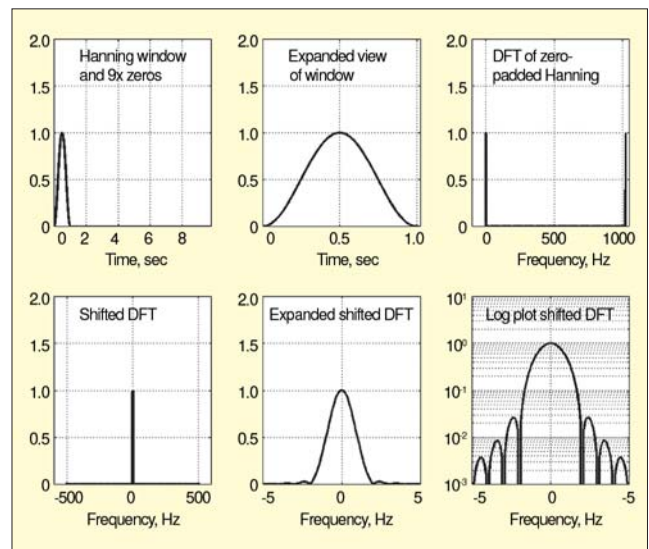 Hanning window
and 9x zeros
2.0
1.5
1.0
0.5
0
0 2 4 6 8
Time, sec
Expanded view
of window
2.0
1.5
1.0
0.5
0
0 0.5 1.0
Time, sec
DFT of zero-
padded Hanning
2.0
1.5
1.0
0.5
0
0 500 1000
Frequency, Hz
Shifted DFT
2.0
1.5
1.0
0.5
0
-500 0 500
Frequency, Hz
Expanded shifted DFT
2.0
1.5
1.0
0.5
0
-5 0 5
Frequency, Hz
Log plot shifted DFT
10¹
10⁰
10⁻¹
10⁻²
10⁻³
-5 0 -5
Frequency, Hz